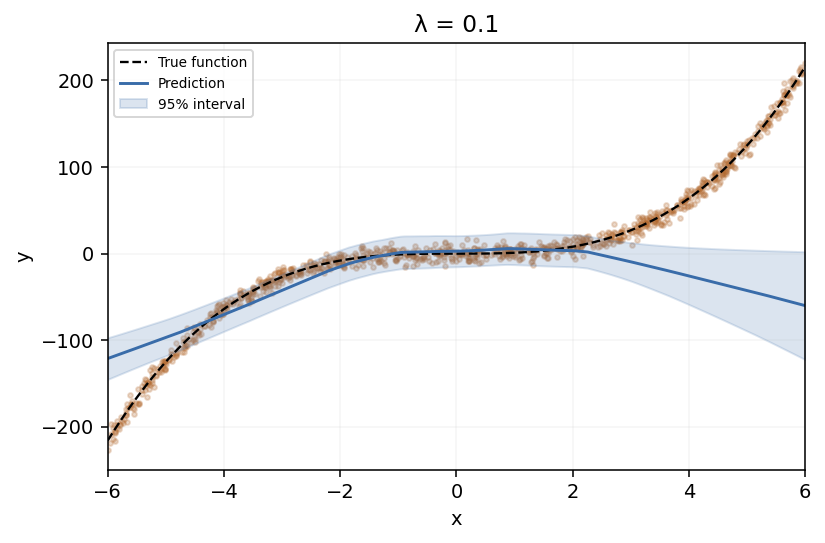 λ = 0.1
True function
Prediction
95% interval
y
200
100
0
−100
−200
−6 −4 −2 0 2 4 6
x